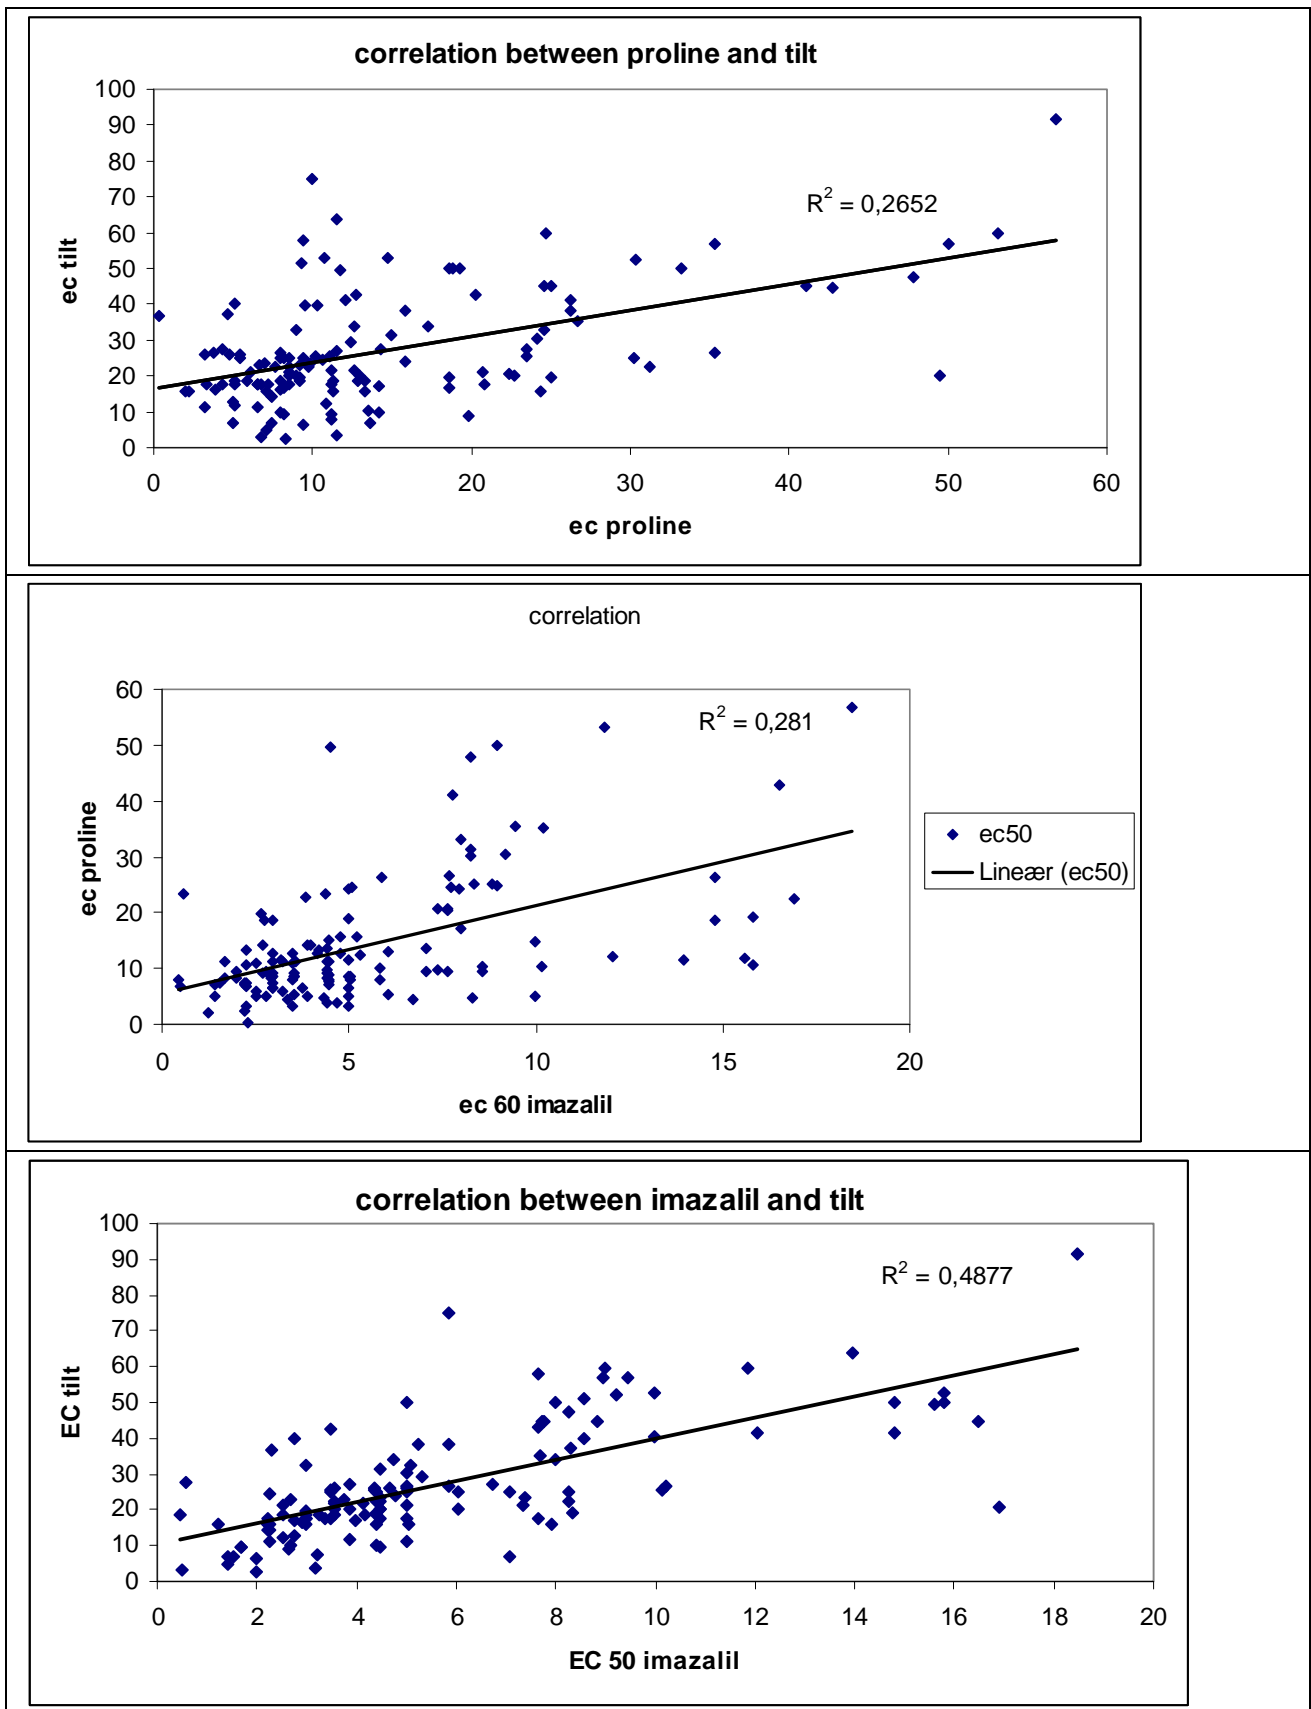 correlation between proline and tilt
100
90
80
70
60
50
40
30
20
10
0
ec tilt
R² = 0,2652
0 10 20 30 40 50 60
ec proline
correlation
60
50
40
30
20
10
0
ec proline
R² = 0,281
ec50
Lineær (ec50)
0 5 10 15 20
ec 60 imazalil
correlation between imazalil and tilt
100
90
80
70
60
50
40
30
20
10
0
EC tilt
R² = 0,4877
0 2 4 6 8 10 12 14 16 18 20
EC 50 imazalil